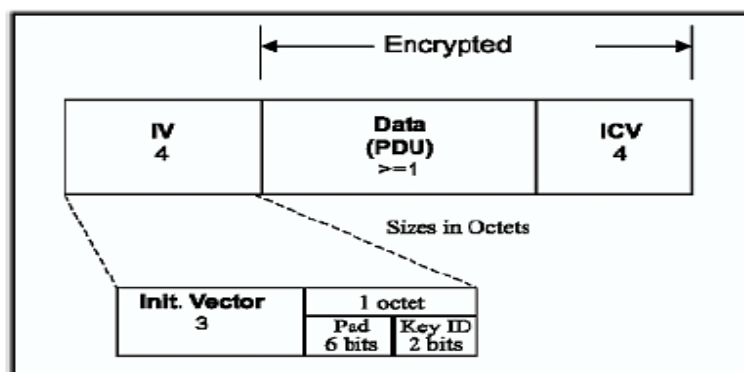 Encrypted
IV
4
Data
(PDU)
>=1
ICV
4
Sizes in Octets
Init. Vector
3
1 octet
Pad
6 bits
Key ID
2 bits